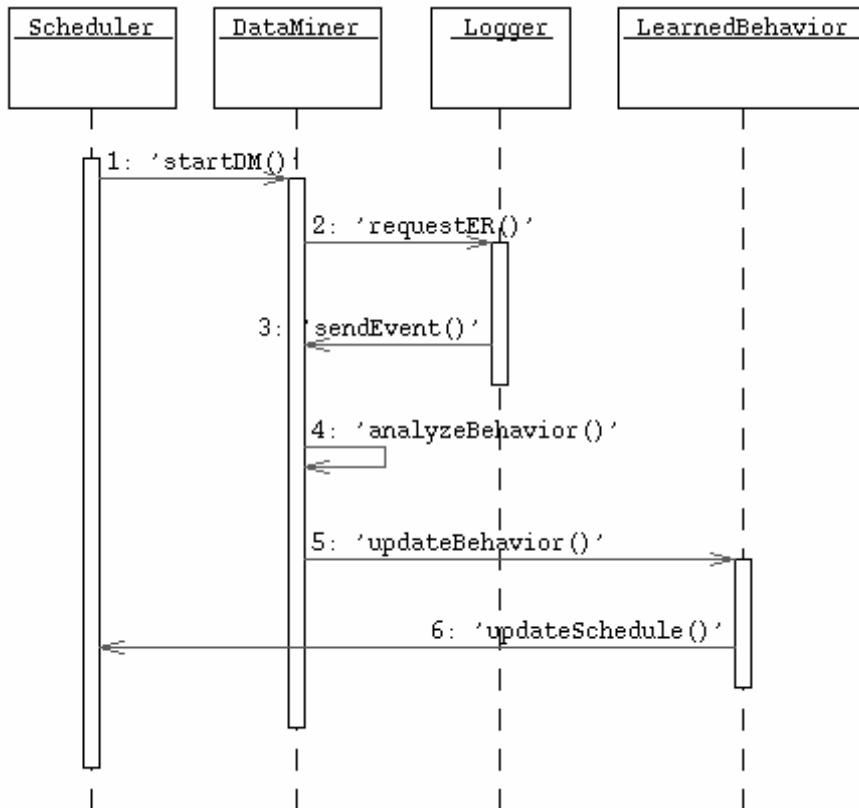 Scheduler
DataMiner
Logger
LearnedBehavior
1: 'startDM()'
2: 'requestER()'
3: 'sendEvent()'
4: 'analyzeBehavior()'
5: 'updateBehavior()'
6: 'updateSchedule()'